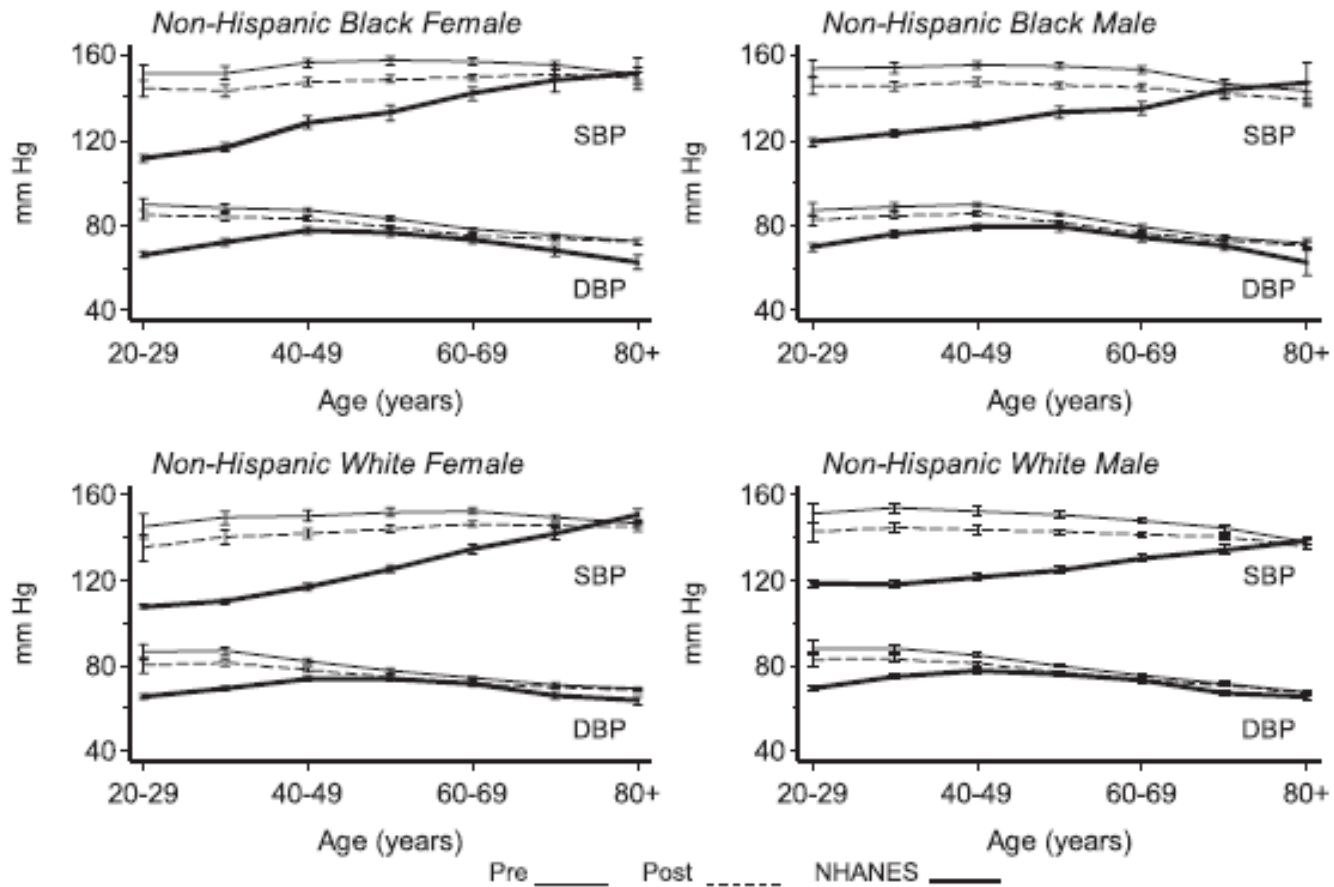 Non-Hispanic Black Female
160
120
80
40
mm Hg
SBP
DBP
20-29
40-49
60-69
80+
Age (years)
Non-Hispanic Black Male
160
120
80
40
mm Hg
SBP
DBP
20-29
40-49
60-69
80+
Age (years)
Non-Hispanic White Female
160
120
80
40
mm Hg
SBP
DBP
20-29
40-49
60-69
80+
Age (years)
Non-Hispanic White Male
160
120
80
40
mm Hg
SBP
DBP
20-29
40-49
60-69
80+
Age (years)
Pre Post NHANES